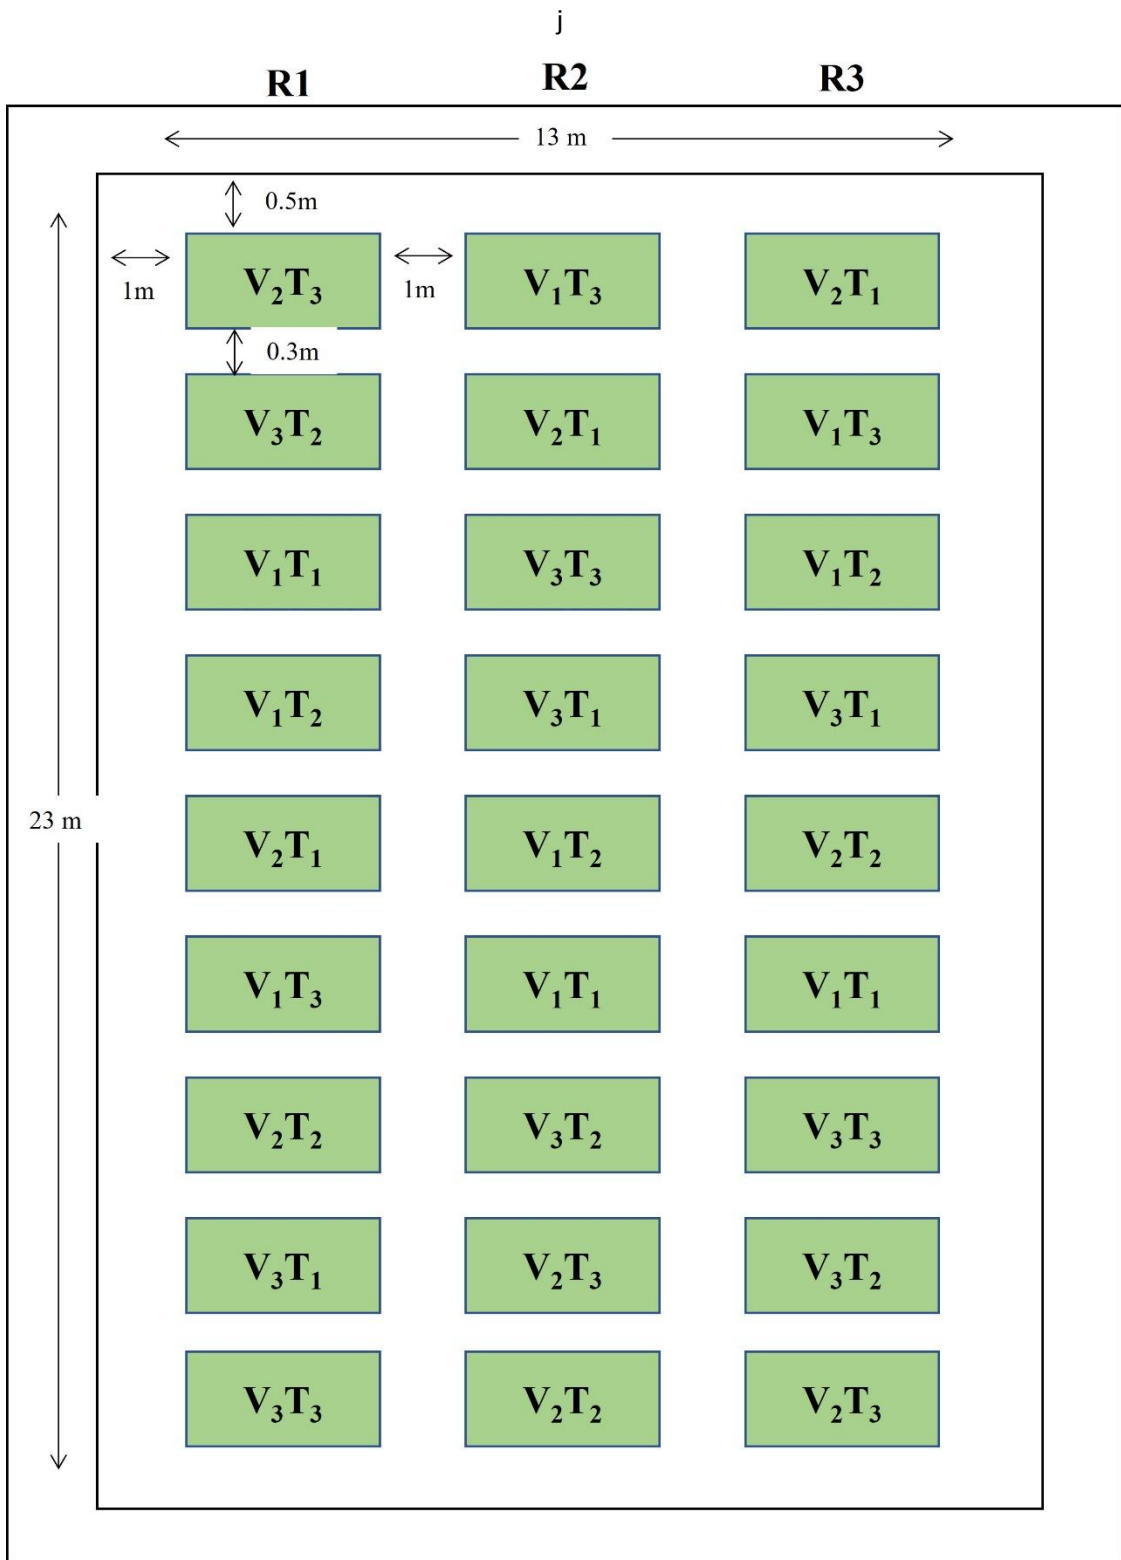 j
R1 R2 R3
13 m
0.5m
1m 1m
V₂T₃ V₁T₃ V₂T₁
0.3m
V₃T₂ V₂T₁ V₁T₃
V₁T₁ V₃T₃ V₁T₂
V₁T₂ V₃T₁ V₃T₁
23 m
V₂T₁ V₁T₂ V₂T₂
V₁T₃ V₁T₁ V₁T₁
V₂T₂ V₃T₂ V₃T₃
V₃T₁ V₂T₃ V₃T₂
V₃T₃ V₂T₂ V₂T₃